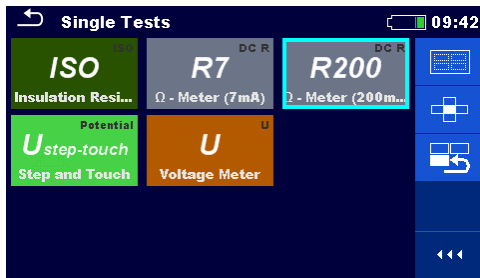 Single Tests
09:42
ISO
ISO
Insulation Resi...
DC R
R7
Ω - Meter (7mA)
DC R
R200
Ω - Meter (200m...
Potential
Ustep-touch
Step and Touch
U
U
Voltage Meter